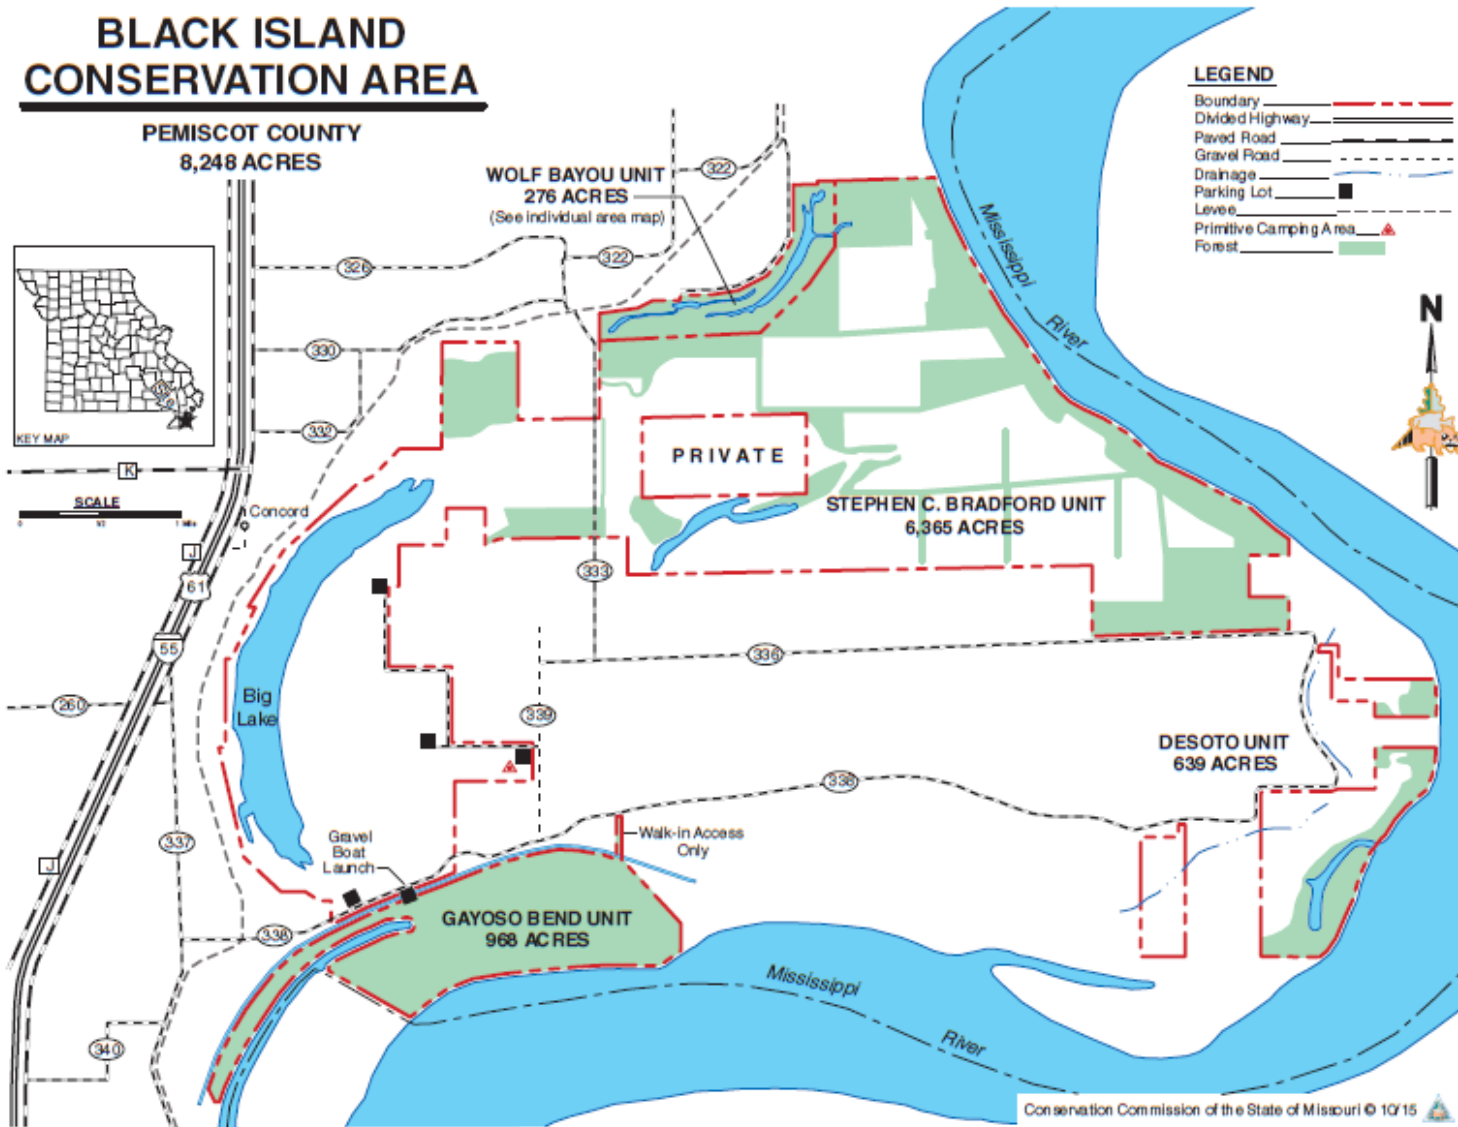 BLACK ISLAND
CONSERVATION AREA
PEMISCOT COUNTY
8,248 ACRES
LEGEND
Boundary
Divided Highway
Paved Road
Gravel Road
Drainage
Parking Lot
Levee
Primitive Camping Area
Forest
WOLF BAYOU UNIT
276 ACRES
(See individual area map)
322
322
326
330
332
KEY MAP
K
SCALE
0
1 Mile
Concord
J
61
55
260
Big
Lake
337
J
338
340
333
339
336
338
PRIVATE
STEPHEN C. BRADFORD UNIT
6,365 ACRES
Mississippi
River
N
DESOTO UNIT
639 ACRES
Gravel
Boat
Launch
Walk-in Access
Only
GAYOSO BEND UNIT
968 ACRES
Mississippi
River
Conservation Commission of the State of Missouri © 10/15